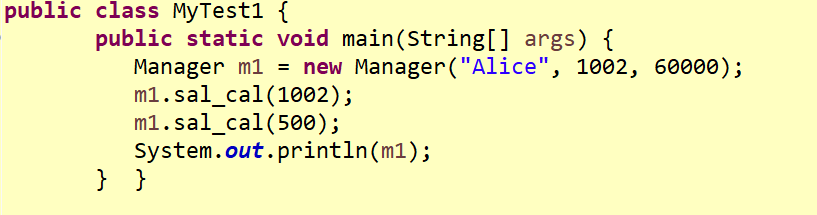 public class MyTest1 {
public static void main(String[] args) {
Manager m1 = new Manager("Alice", 1002, 60000);
m1.sal_cal(1002);
m1.sal_cal(500);
System.out.println(m1);
} }